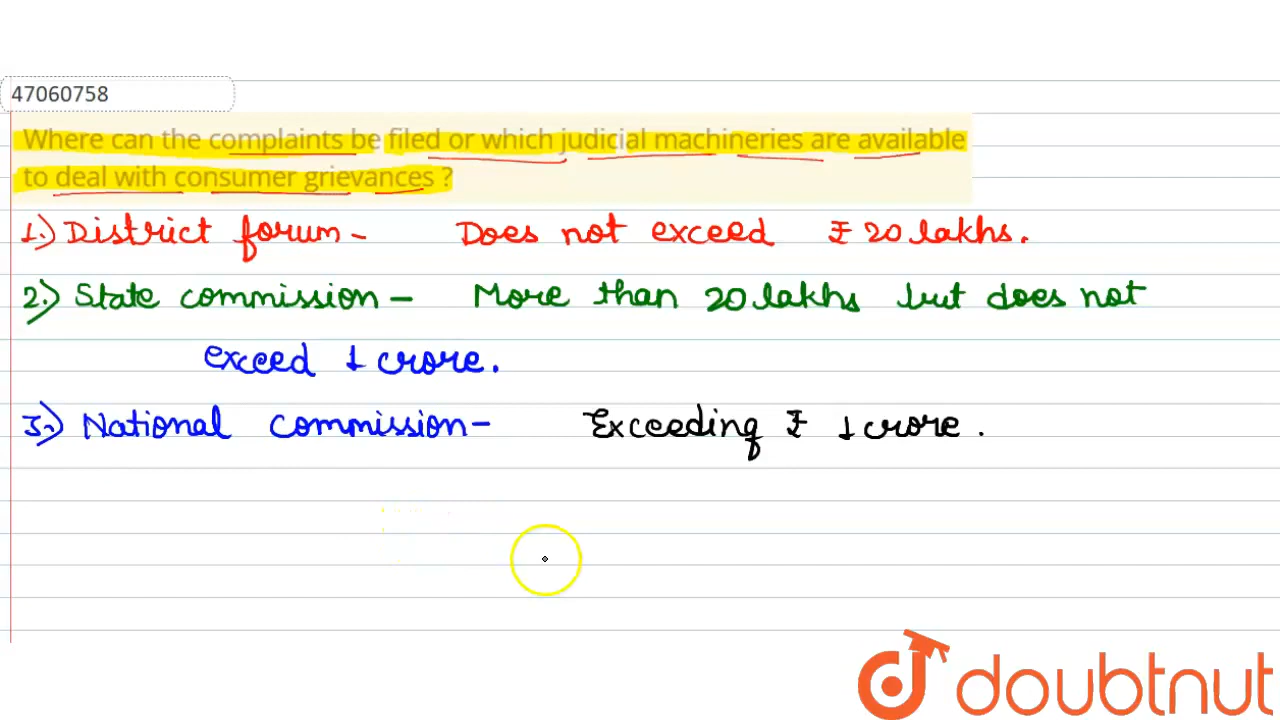 47060758
Where can the complaints be filed or which judicial machineries are available
to deal with consumer grievances ?
1.) District forum - Does not exceed ₹ 20 lakhs.
2.) State commission - More than 20 lakhs but does not
exceed 1 crore.
3.) National commission - Exceeding ₹ 1 crore.
doubtnut